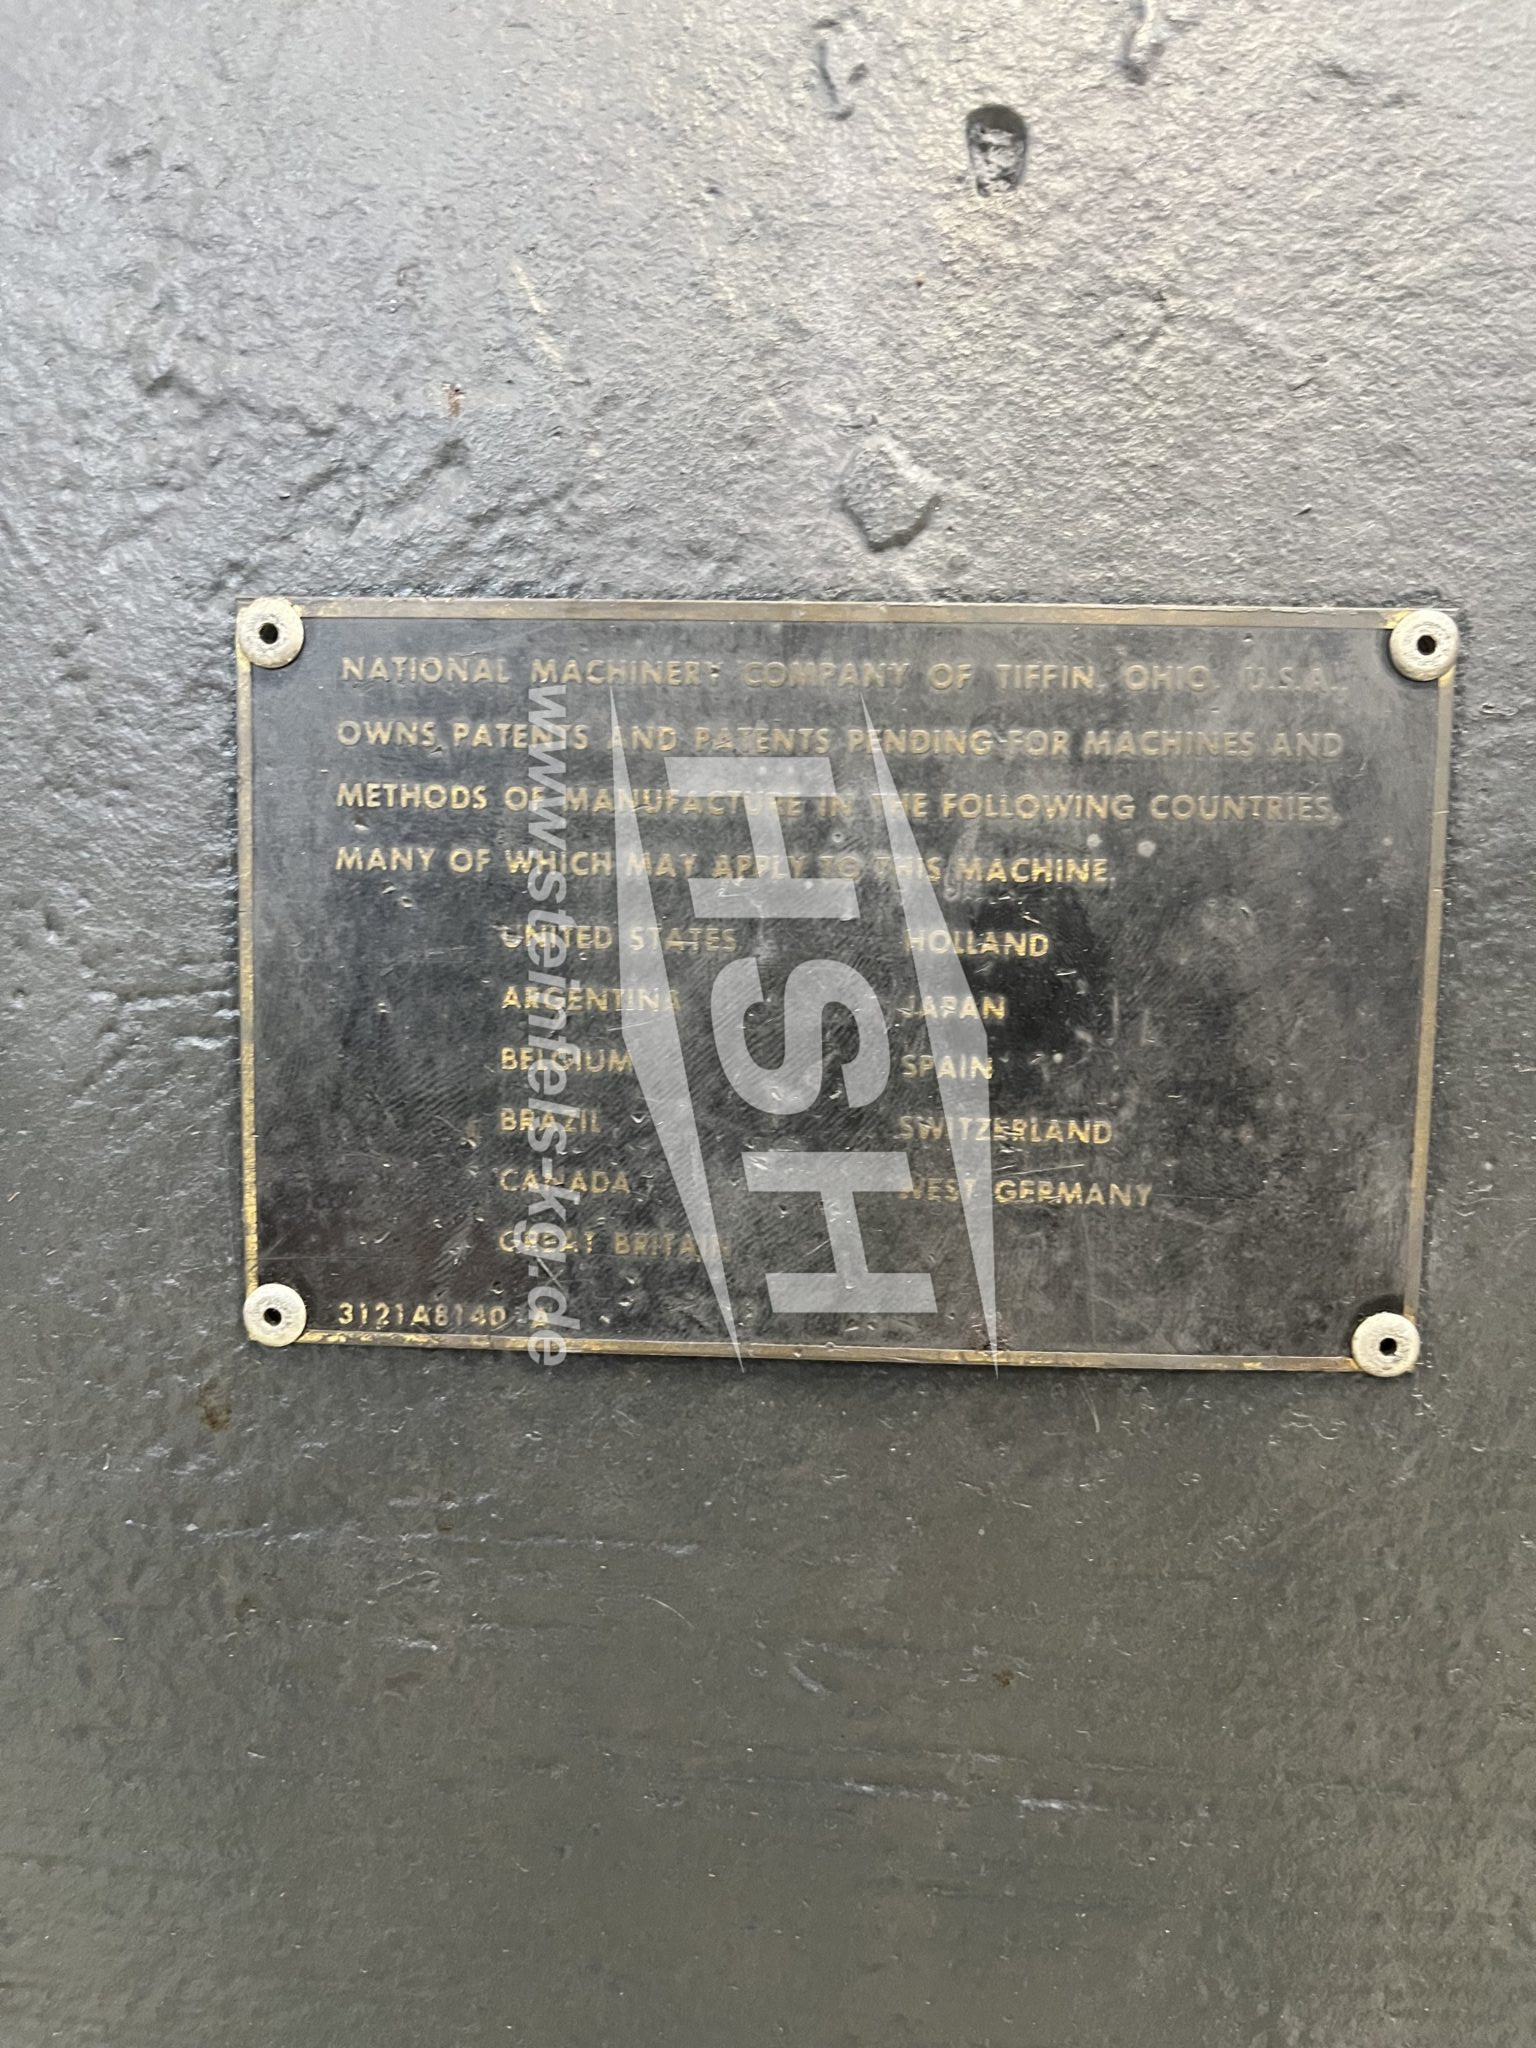 NATIONAL MACHINERY COMPANY OF TIFFIN, OHIO, U.S.A.,
OWNS PATENTS AND PATENTS PENDING FOR MACHINES AND
METHODS OF MANUFACTURE IN THE FOLLOWING COUNTRIES,
MANY OF WHICH MAY APPLY TO THIS MACHINE.
UNITED STATES
ARGENTINA
BELGIUM
BRAZIL
CANADA
GREAT BRITAIN
HOLLAND
JAPAN
SPAIN
SWITZERLAND
WEST GERMANY
3121A8140 A
www.steinfels-kg.de
HSH